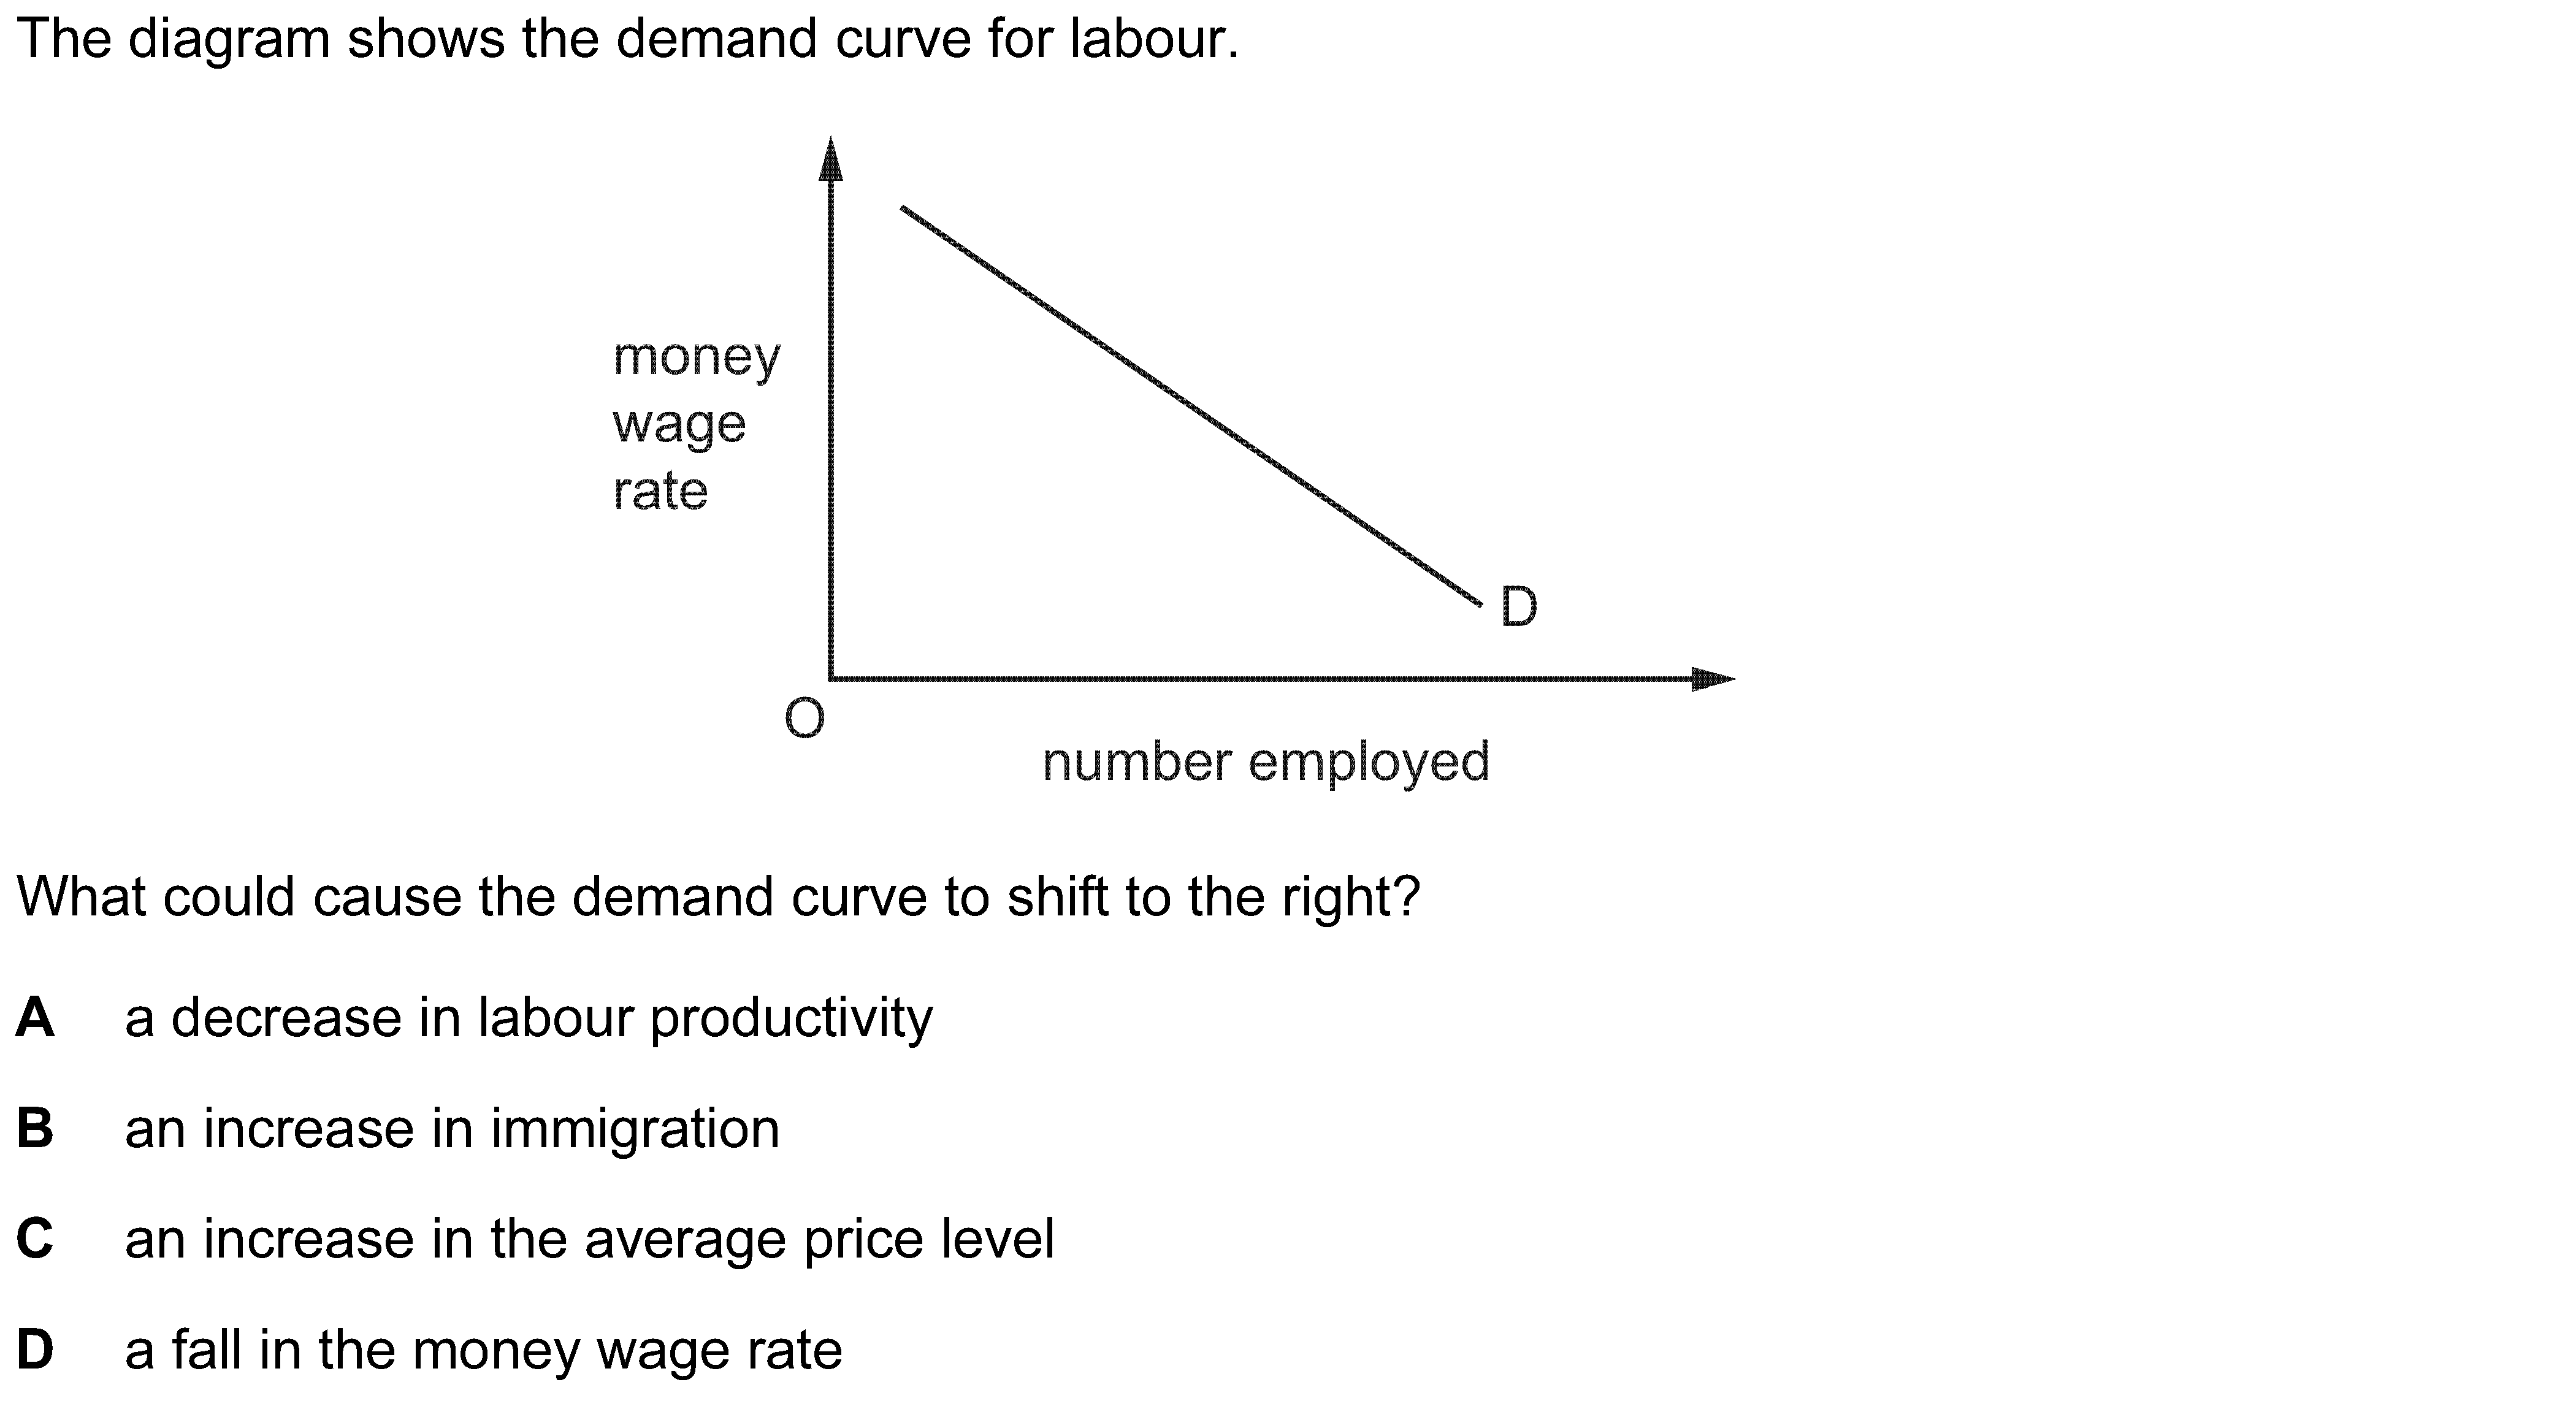 The diagram shows the demand curve for labour.
money
wage
rate
D
O
number employed
What could cause the demand curve to shift to the right?
A a decrease in labour productivity
B an increase in immigration
C an increase in the average price level
D a fall in the money wage rate